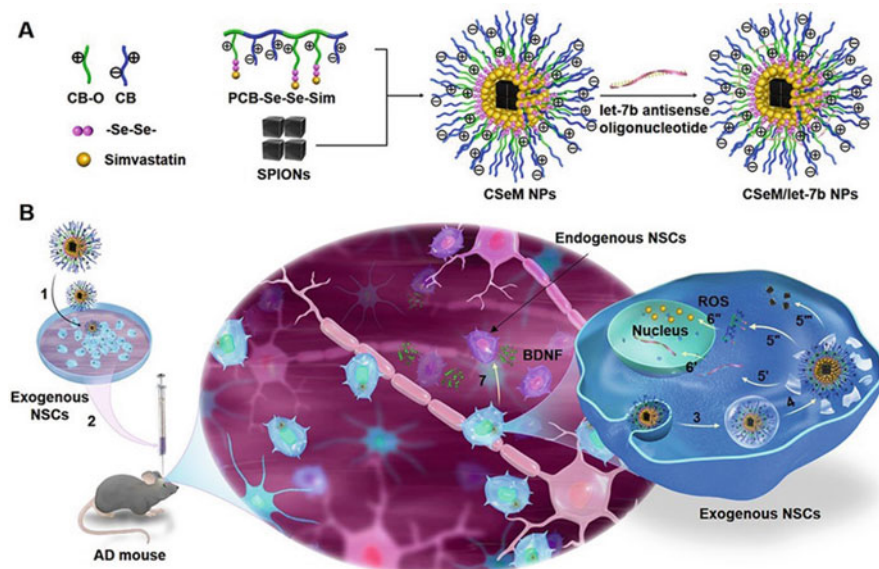 A
CB-O CB
-Se-Se-
Simvastatin
PCB-Se-Se-Sim
SPIONs
CSeM NPs
let-7b antisense
oligonucleotide
CSeM/let-7b NPs
B
1
Exogenous NSCs
2
AD mouse
Endogenous NSCs
BDNF
7
ROS
6''
Nucleus
6'
5'''
5''
5'
4
3
Exogenous NSCs